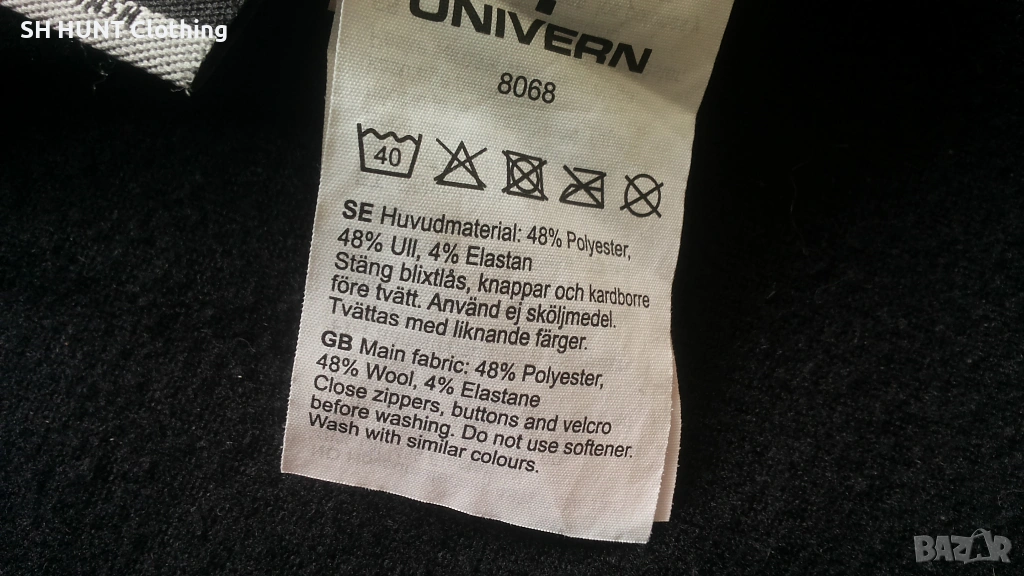 SH HUNT Clothing
UNIVERN
8068
40
SE Huvudmaterial: 48% Polyester,
48% Ull, 4% Elastan
Stäng blixtlås, knappar och kardborre
före tvätt. Använd ej sköljmedel.
Tvättas med liknande färger.
GB Main fabric: 48% Polyester,
48% Wool, 4% Elastane
Close zippers, buttons and velcro
before washing. Do not use softener.
Wash with similar colours.
BAZAR